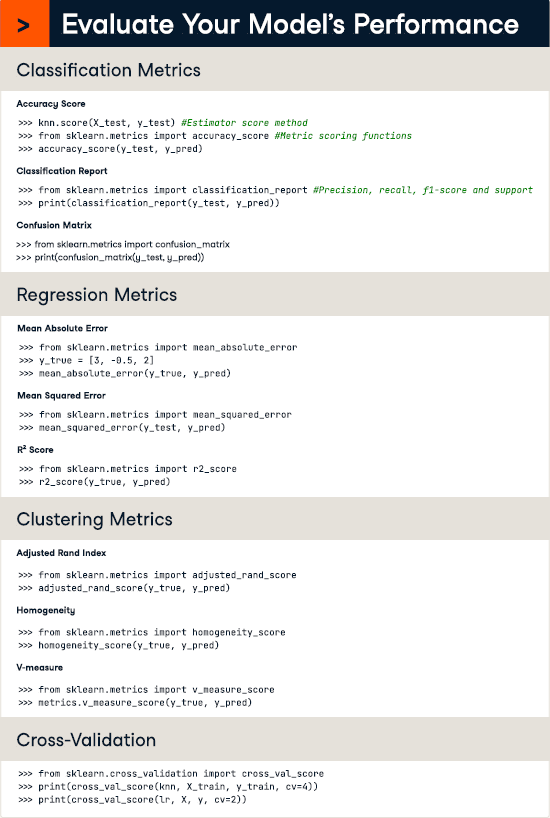 > Evaluate Your Model's Performance
Classification Metrics
Accuracy Score
>>> knn.score(X_test, y_test) #Estimator score method
>>> from sklearn.metrics import accuracy_score #Metric scoring functions
>>> accuracy_score(y_test, y_pred)
Classification Report
>>> from sklearn.metrics import classification_report #Precision, recall, f1-score and support
>>> print(classification_report(y_test, y_pred))
Confusion Matrix
>>> from sklearn.metrics import confusion_matrix
>>> print(confusion_matrix(y_test, y_pred))
Regression Metrics
Mean Absolute Error
>>> from sklearn.metrics import mean_absolute_error
>>> y_true = [3, -0.5, 2]
>>> mean_absolute_error(y_true, y_pred)
Mean Squared Error
>>> from sklearn.metrics import mean_squared_error
>>> mean_squared_error(y_test, y_pred)
R² Score
>>> from sklearn.metrics import r2_score
>>> r2_score(y_true, y_pred)
Clustering Metrics
Adjusted Rand Index
>>> from sklearn.metrics import adjusted_rand_score
>>> adjusted_rand_score(y_true, y_pred)
Homogeneity
>>> from sklearn.metrics import homogeneity_score
>>> homogeneity_score(y_true, y_pred)
V-measure
>>> from sklearn.metrics import v_measure_score
>>> metrics.v_measure_score(y_true, y_pred)
Cross-Validation
>>> from sklearn.cross_validation import cross_val_score
>>> print(cross_val_score(knn, X_train, y_train, cv=4))
>>> print(cross_val_score(lr, X, y, cv=2))